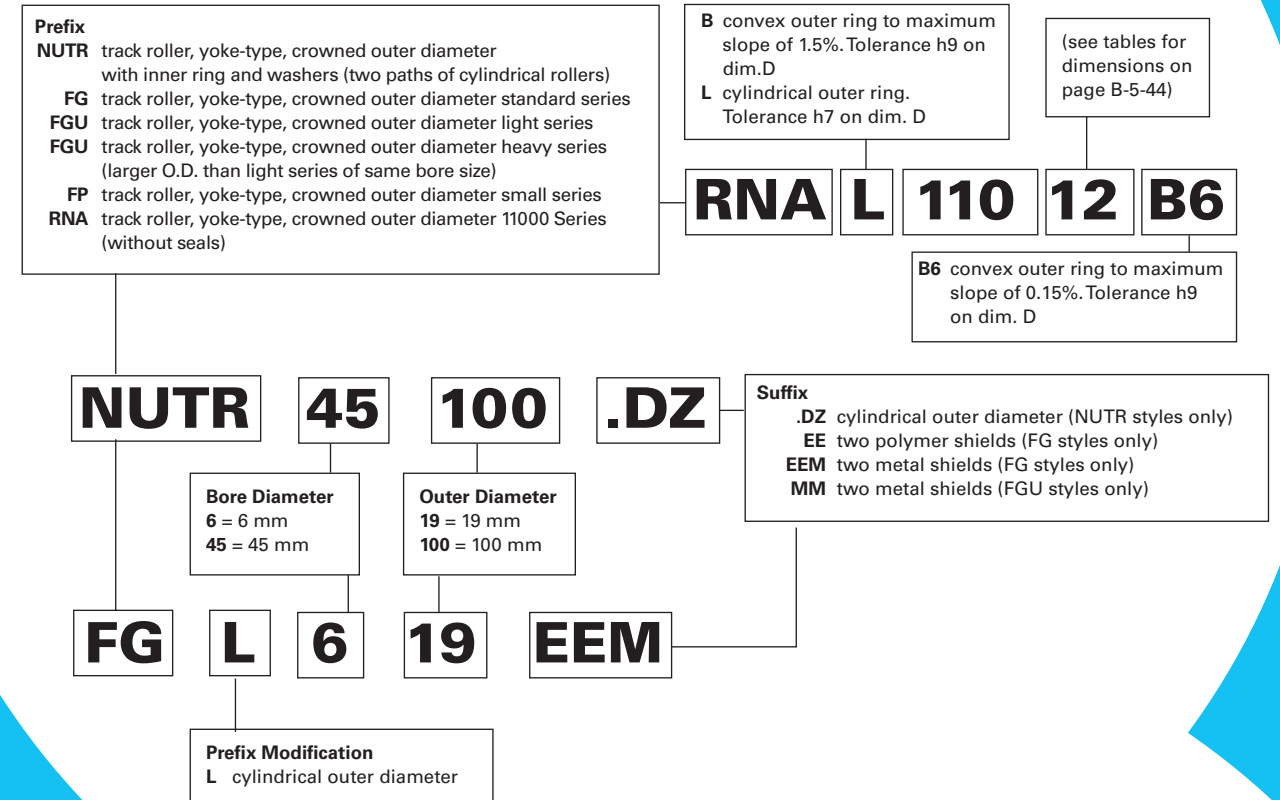 Prefix
NUTR track roller, yoke-type, crowned outer diameter
with inner ring and washers (two paths of cylindrical rollers)
FG track roller, yoke-type, crowned outer diameter standard series
FGU track roller, yoke-type, crowned outer diameter light series
FGU track roller, yoke-type, crowned outer diameter heavy series
(larger O.D. than light series of same bore size)
FP track roller, yoke-type, crowned outer diameter small series
RNA track roller, yoke-type, crowned outer diameter 11000 Series
(without seals)
B convex outer ring to maximum
slope of 1.5%. Tolerance h9 on
dim.D
L cylindrical outer ring.
Tolerance h7 on dim. D
(see tables for
dimensions on
page B-5-44)
RNA L 110 12 B6
B6 convex outer ring to maximum
slope of 0.15%. Tolerance h9
on dim. D
NUTR 45 100 .DZ
Suffix
.DZ cylindrical outer diameter (NUTR styles only)
EE two polymer shields (FG styles only)
EEM two metal shields (FG styles only)
MM two metal shields (FGU styles only)
Bore Diameter
6 = 6 mm
45 = 45 mm
Outer Diameter
19 = 19 mm
100 = 100 mm
FG L 6 19 EEM
Prefix Modification
L cylindrical outer diameter